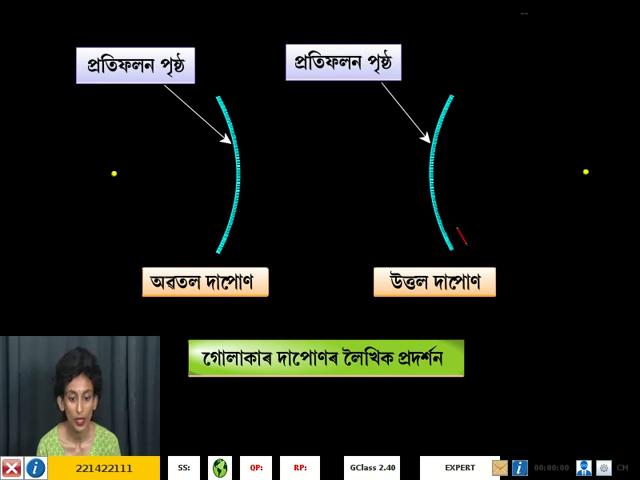 প্ৰতিফলন পৃষ্ঠ
প্ৰতিফলন পৃষ্ঠ
অৱতল দাপোণ
উত্তল দাপোণ
গোলাকাৰ দাপোণৰ লৈখিক প্ৰদৰ্শন
221422111
SS:
QP:
RP:
GClass 2.40
EXPERT
00:00:00
CM